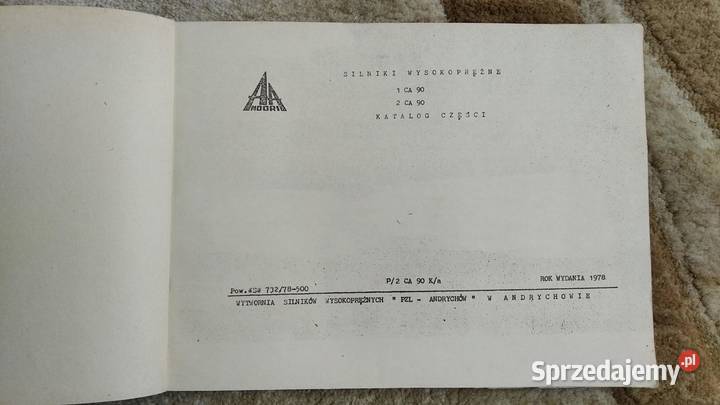 SILNIKI WYSOKOPRĘŻNE
1 CA 90
2 CA 90
KATALOG CZĘŚCI
ANDORIA
P/2 CA 90 K/a
ROK WYDANIA 1978
Pow. WSW 732/78-500
WYTWÓRNIA SILNIKÓW WYSOKOPRĘŻNYCH " PZL - ANDRYCHÓW " W ANDRYCHOWIE
Sprzedajemy.pl